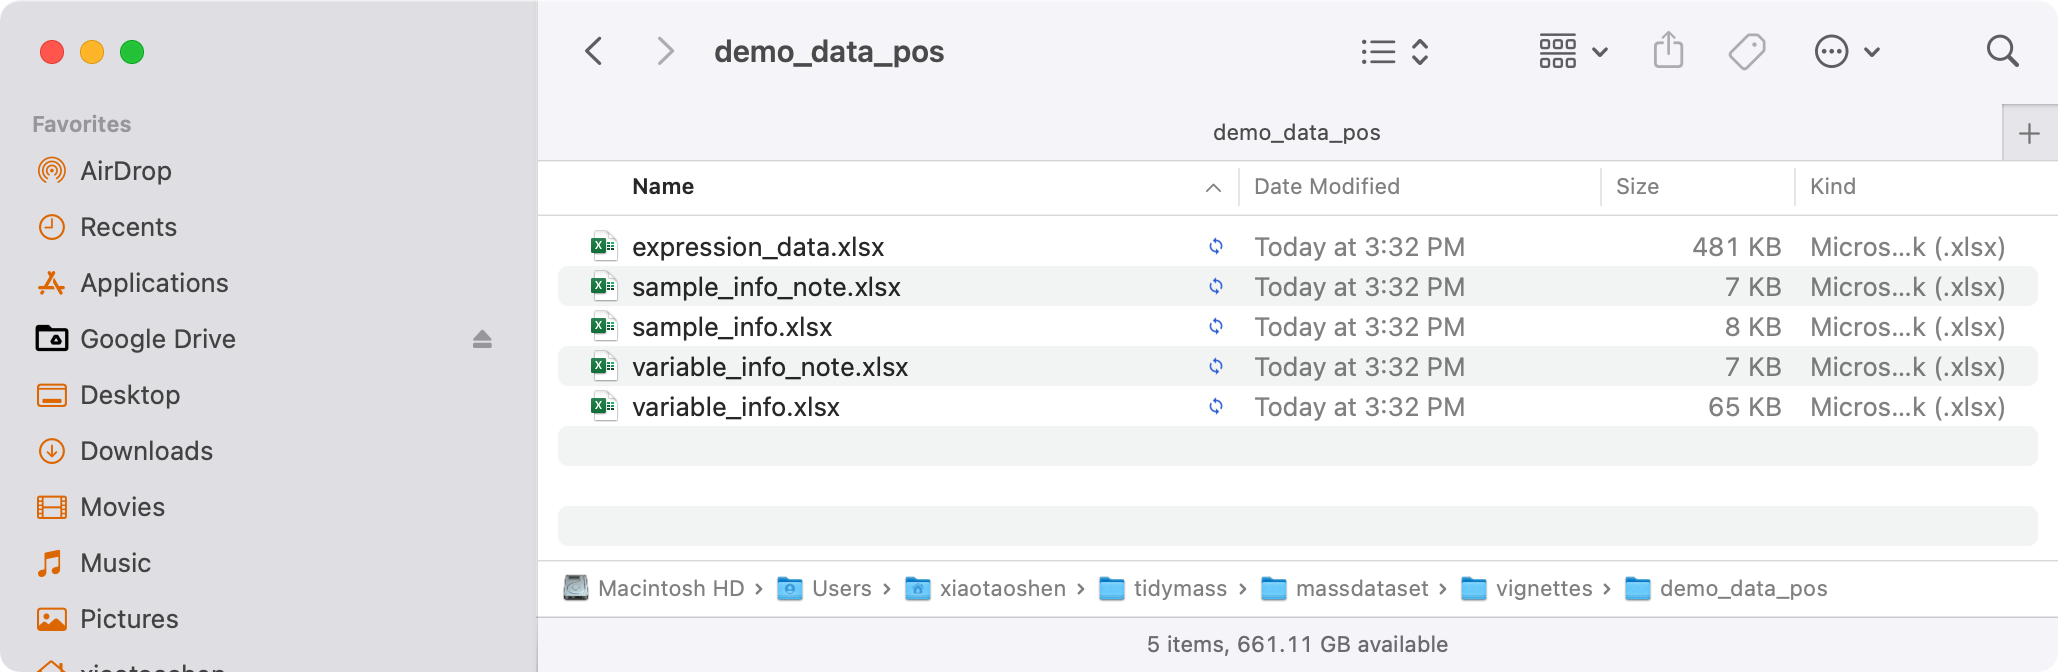 demo_data_pos
Favorites
AirDrop
Recents
Applications
Google Drive
Desktop
Downloads
Movies
Music
Pictures
demo_data_pos
Name Date Modified Size Kind
expression_data.xlsx Today at 3:32 PM 481 KB Micros...k (.xlsx)
sample_info_note.xlsx Today at 3:32 PM 7 KB Micros...k (.xlsx)
sample_info.xlsx Today at 3:32 PM 8 KB Micros...k (.xlsx)
variable_info_note.xlsx Today at 3:32 PM 7 KB Micros...k (.xlsx)
variable_info.xlsx Today at 3:32 PM 65 KB Micros...k (.xlsx)
Macintosh HD › Users › xiaotaoshen › tidymass › massdataset › vignettes › demo_data_pos
5 items, 661.11 GB available